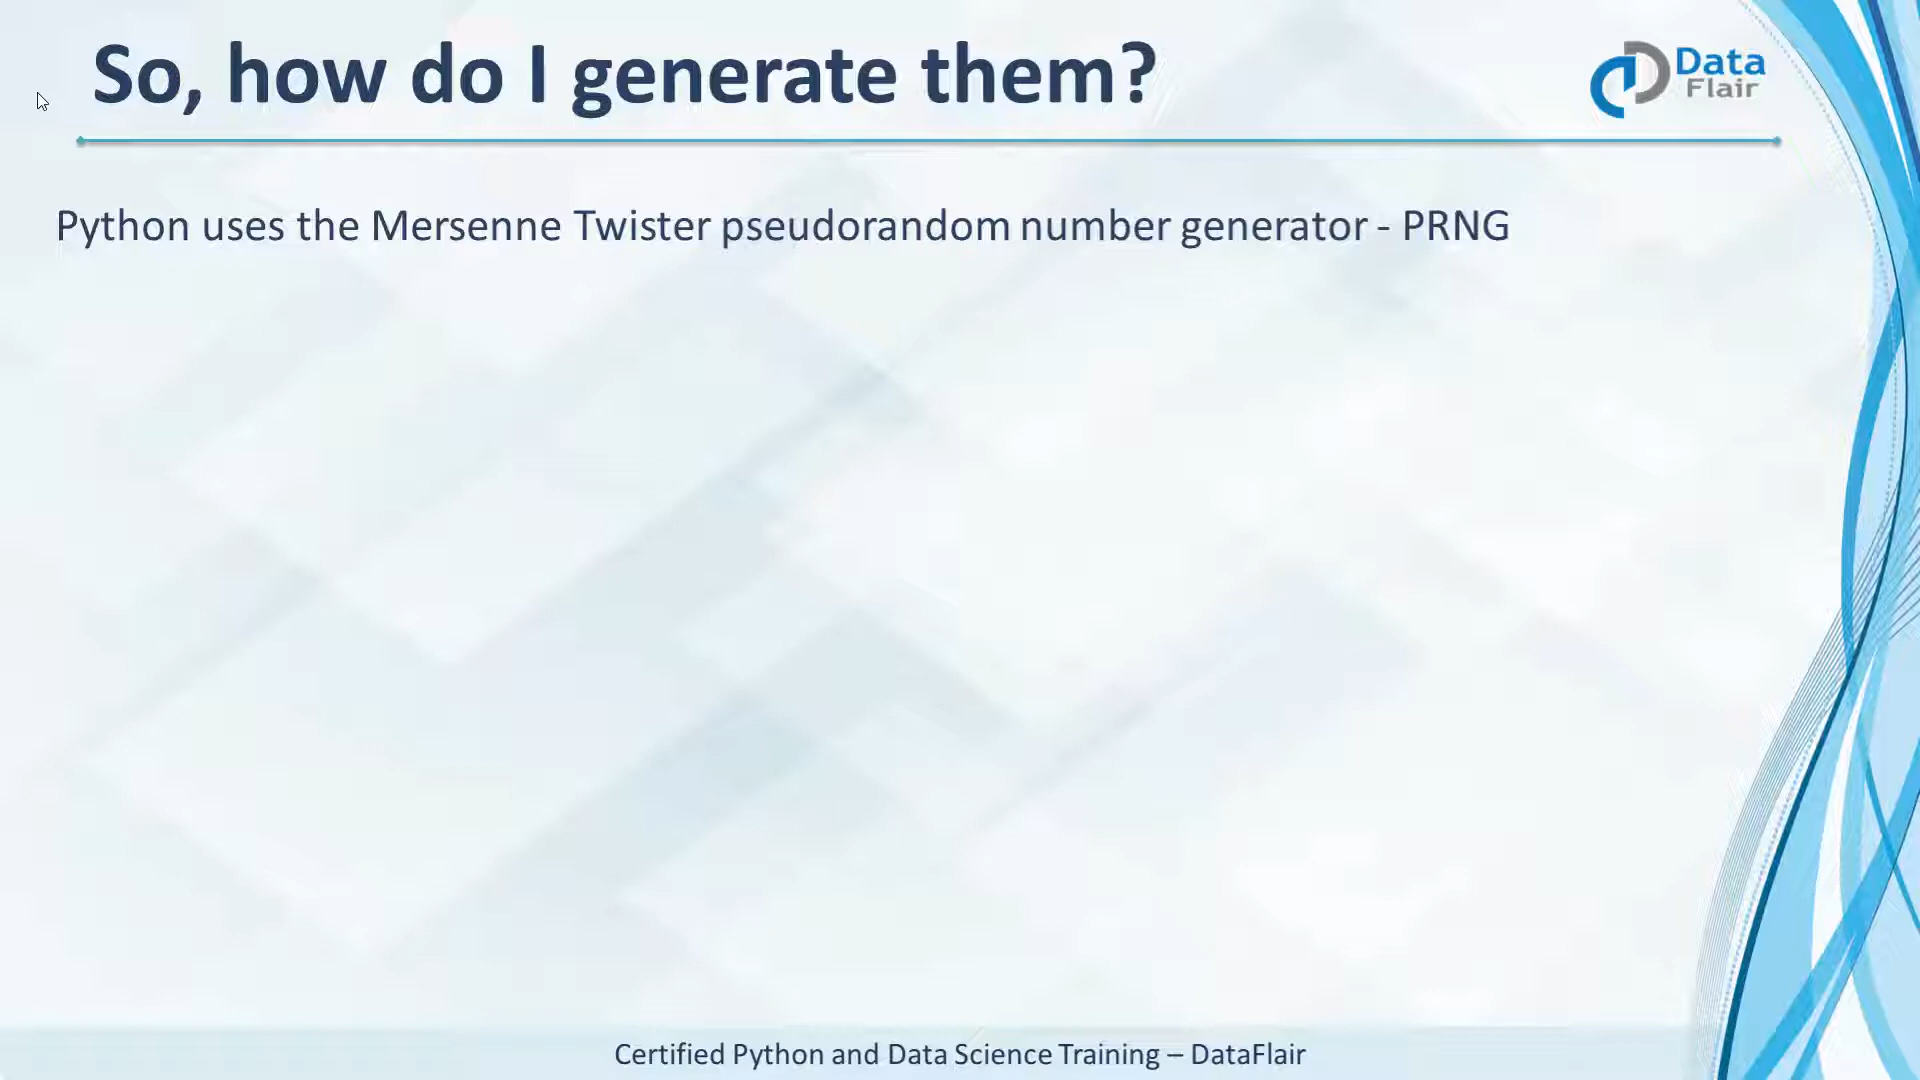 So, how do I generate them?
Data
Flair
Python uses the Mersenne Twister pseudorandom number generator - PRNG
Certified Python and Data Science Training – DataFlair